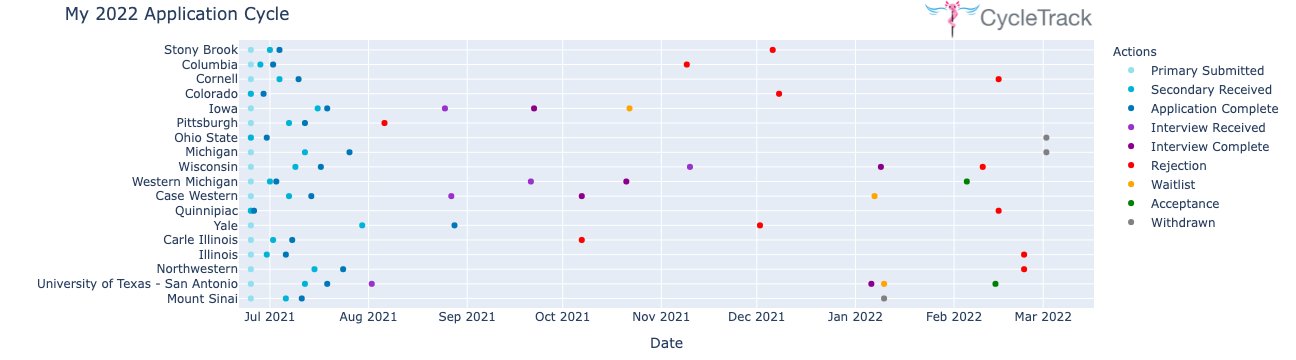 My 2022 Application Cycle
CycleTrack
Stony Brook
Columbia
Cornell
Colorado
Iowa
Pittsburgh
Ohio State
Michigan
Wisconsin
Western Michigan
Case Western
Quinnipiac
Yale
Carle Illinois
Illinois
Northwestern
University of Texas - San Antonio
Mount Sinai
Jul 2021 Aug 2021 Sep 2021 Oct 2021 Nov 2021 Dec 2021 Jan 2022 Feb 2022 Mar 2022
Date
Actions
Primary Submitted
Secondary Received
Application Complete
Interview Received
Interview Complete
Rejection
Waitlist
Acceptance
Withdrawn